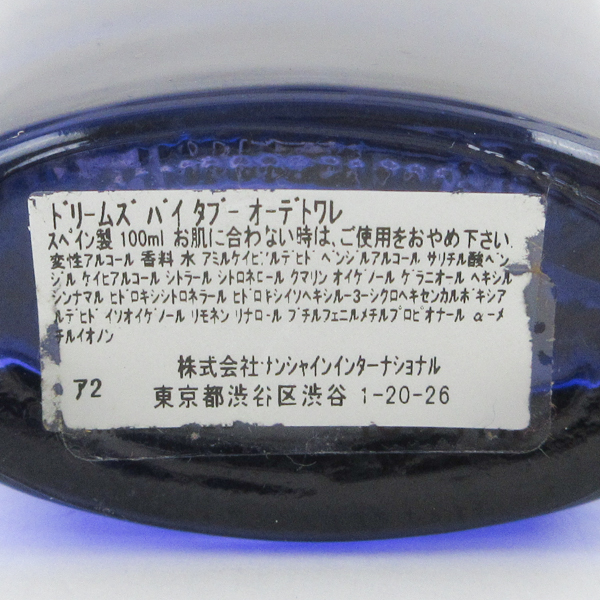 ドリームズ バイ タブー オーデトワレ
スペイン製 100ml お肌に合わない時は、ご使用をおやめ下さい.
変性アルコール 香料 水 アミルケイヒアルデヒド ベンジルアルコール サリチル酸ベン
ジル ケイヒアルコール シトラール シトロネロール クマリン オイゲノール ゲラニオール ヘキシル
シンナマル ヒドロキシシトロネラール ヒドロキシイソヘキシル-3-シクロヘキセンカルボキシア
ルデヒド イソオイゲノール リモネン リナロール ブチルフェニルメチルプロピオナール α-メ
チルイオノン
株式会社サンシャインインターナショナル
ア2
東京都渋谷区渋谷 1-20-26